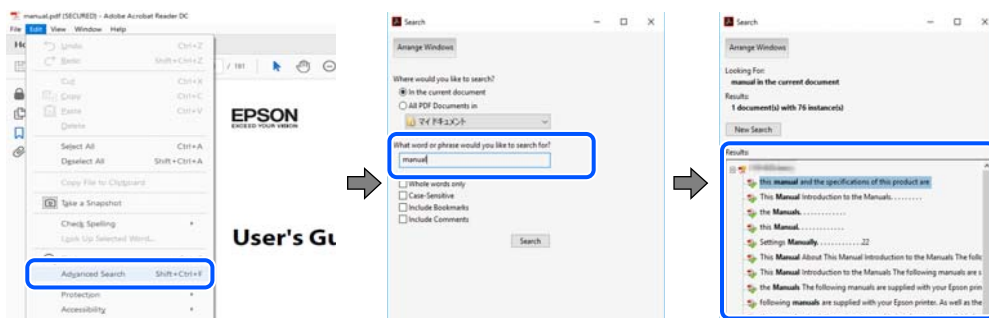 manual.pdf (SECURED) - Adobe Acrobat Reader DC
File Edit View Window Help
Undo Ctrl+Z
Redo Shift+Ctrl+Z
Cut Ctrl+X
Copy Ctrl+C
Paste Ctrl+V
Delete
Select All Ctrl+A
Deselect All Shift+Ctrl+A
Copy File to Clipboard
Take a Snapshot
Check Spelling
Look Up Selected Word...
Advanced Search Shift+Ctrl+F
Protection
Accessibility
/ 181
EPSON
EXCEED YOUR VISION
User's Gu
Search
Arrange Windows
Where would you like to search?
In the current document
All PDF Documents in
マイ ドキュメント
What word or phrase would you like to search for?
manual
Whole words only
Case-Sensitive
Include Bookmarks
Include Comments
Search
Search
Arrange Windows
Looking For:
manual in the current document
Results:
1 document(s) with 76 instance(s)
New Search
Results:
this manual and the specifications of this product are
This Manual Introduction to the Manuals. . . . . . . . .
the Manuals. . . . . . . . . . . .
this Manual. . . . . . . . . . . .
Settings Manually. . . . . . . . . . . .22
This Manual About This Manual Introduction to the Manuals The follo
This Manual Introduction to the Manuals The following manuals are s
the Manuals The following manuals are supplied with your Epson prin
following manuals are supplied with your Epson printer. As well as the